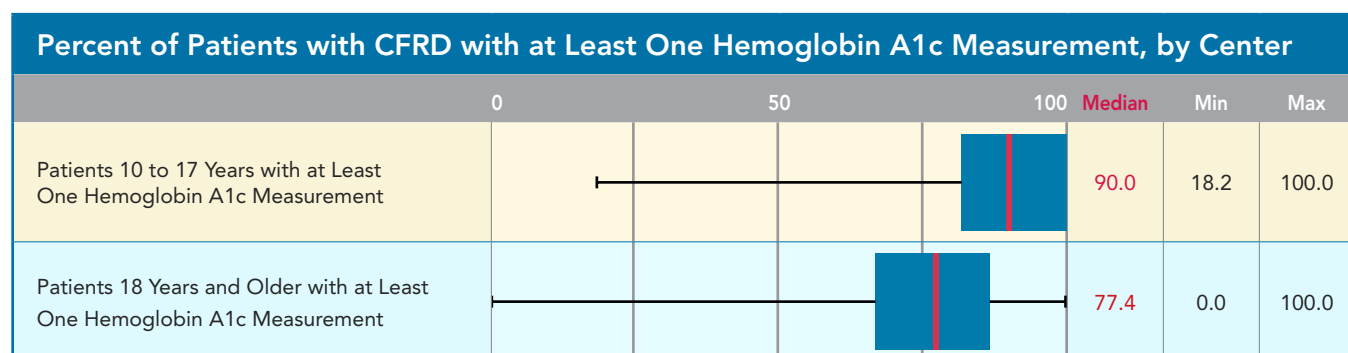 Percent of Patients with CFRD with at Least One Hemoglobin A1c Measurement, by Center
0 50 100 Median Min Max
Patients 10 to 17 Years with at Least
One Hemoglobin A1c Measurement
90.0 18.2 100.0
Patients 18 Years and Older with at Least
One Hemoglobin A1c Measurement
77.4 0.0 100.0